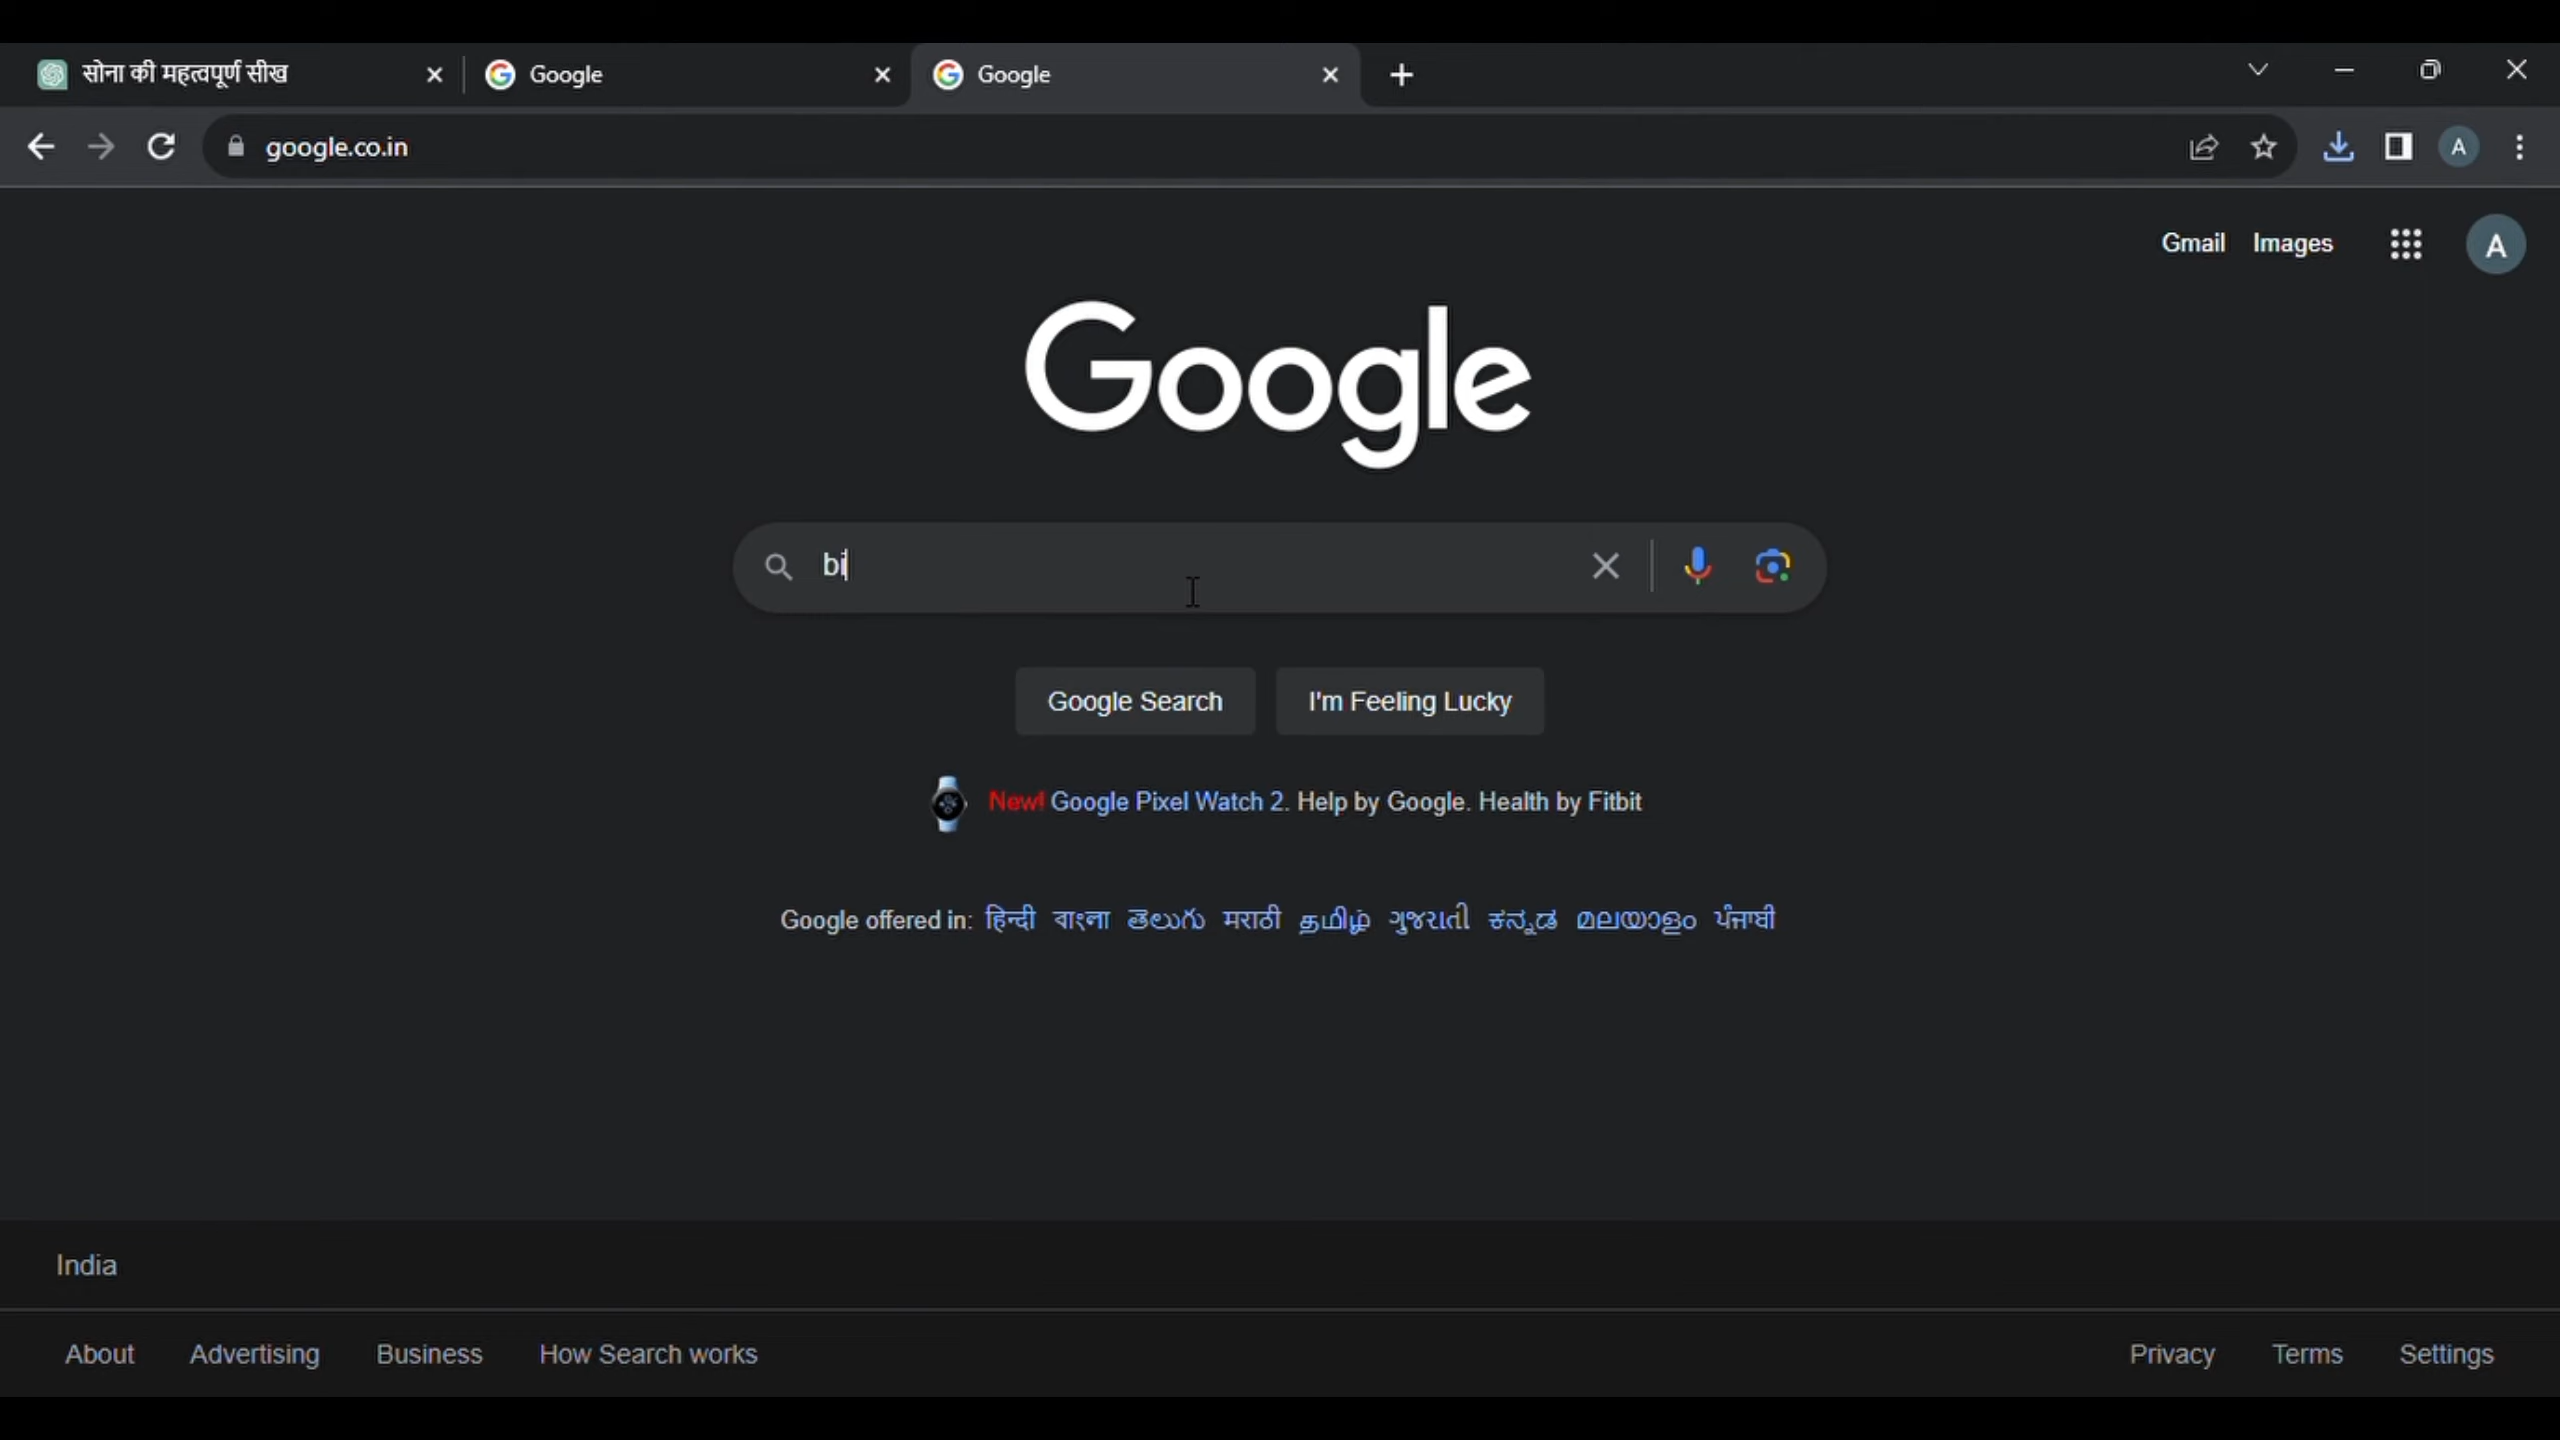 सोना की महत्वपूर्ण सीख Google Google
google.co.in A
Gmail Images A
Google
bi
Google Search I'm Feeling Lucky
New! Google Pixel Watch 2. Help by Google. Health by Fitbit
Google offered in: हिन्दी বাংলা తెలుగు मराठी தமிழ் ગુજરાતી ಕನ್ನಡ മലയാളം ਪੰਜਾਬੀ
India
About Advertising Business How Search works Privacy Terms Settings